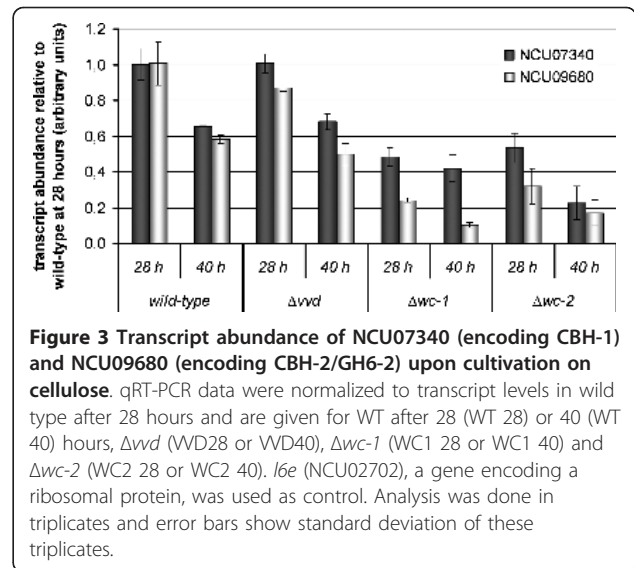 transcript abundance relative to
wild-type at 28 hours (arbitrary units)
1.2
1.0
0.8
0.6
0.4
0.2
0.0
NCU07340
NCU09680
28 h 40 h 28 h 40 h 28 h 40 h 28 h 40 h
wild-type Δvvd Δwc-1 Δwc-2
Figure 3 Transcript abundance of NCU07340 (encoding CBH-1)
and NCU09680 (encoding CBH-2/GH6-2) upon cultivation on
cellulose. qRT-PCR data were normalized to transcript levels in wild
type after 28 hours and are given for WT after 28 (WT 28) or 40 (WT
40) hours, Δvvd (VVD28 or VVD40), Δwc-1 (WC1 28 or WC1 40) and
Δwc-2 (WC2 28 or WC2 40). l6e (NCU02702), a gene encoding a
ribosomal protein, was used as control. Analysis was done in
triplicates and error bars show standard deviation of these
triplicates.